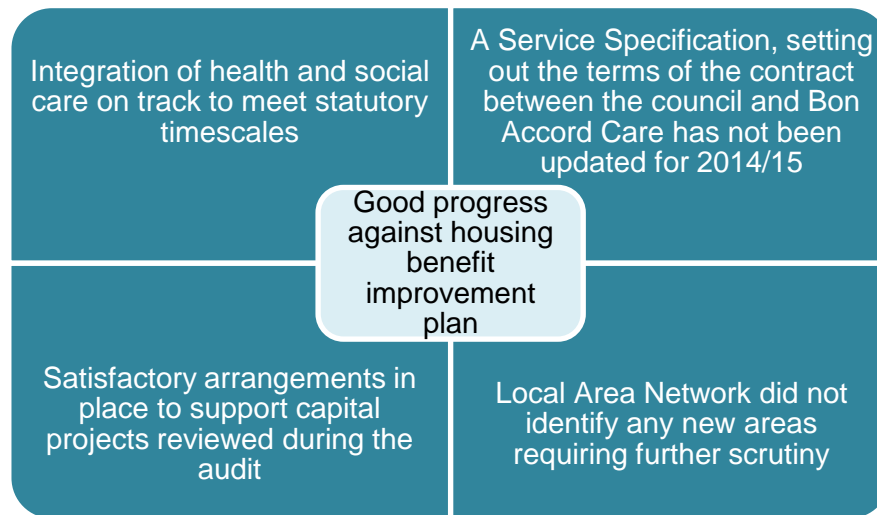 Integration of health and social
care on track to meet statutory
timescales
A Service Specification, setting
out the terms of the contract
between the council and Bon
Accord Care has not been
updated for 2014/15
Good progress
against housing
benefit
improvement
plan
Satisfactory arrangements in
place to support capital
projects reviewed during the
audit
Local Area Network did not
identify any new areas
requiring further scrutiny